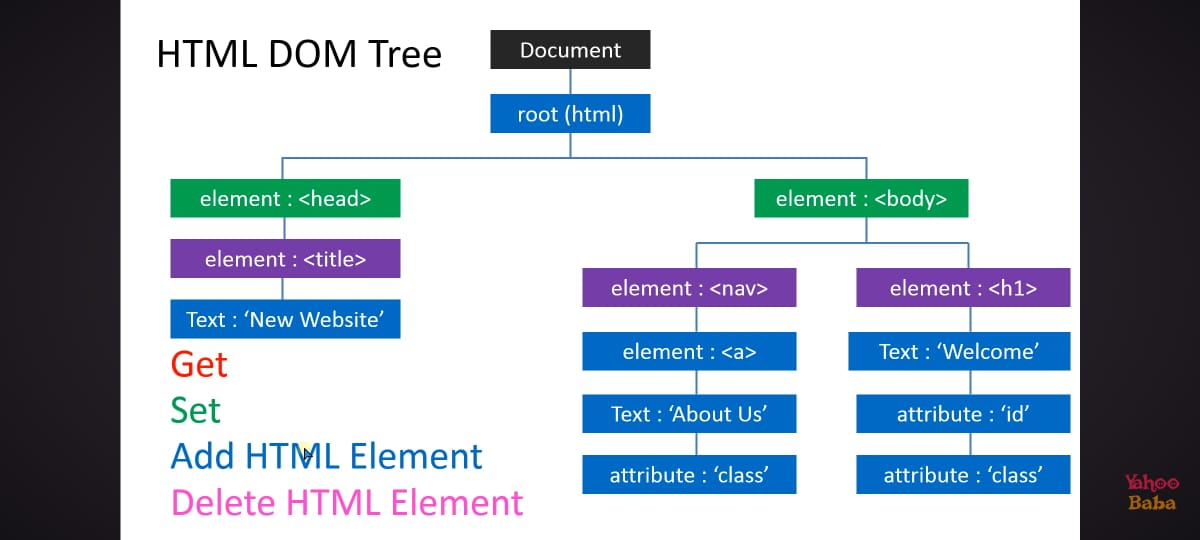 HTML DOM Tree
Document
root (html)
element : <head>
element : <body>
element : <title>
element : <nav>
element : <h1>
Text : ‘New Website’
element : <a>
Text : ‘Welcome’
Get
Set
Text : ‘About Us’
attribute : ‘id’
Add HTML Element
attribute : ‘class’
attribute : ‘class’
Delete HTML Element
Yahoo
Baba